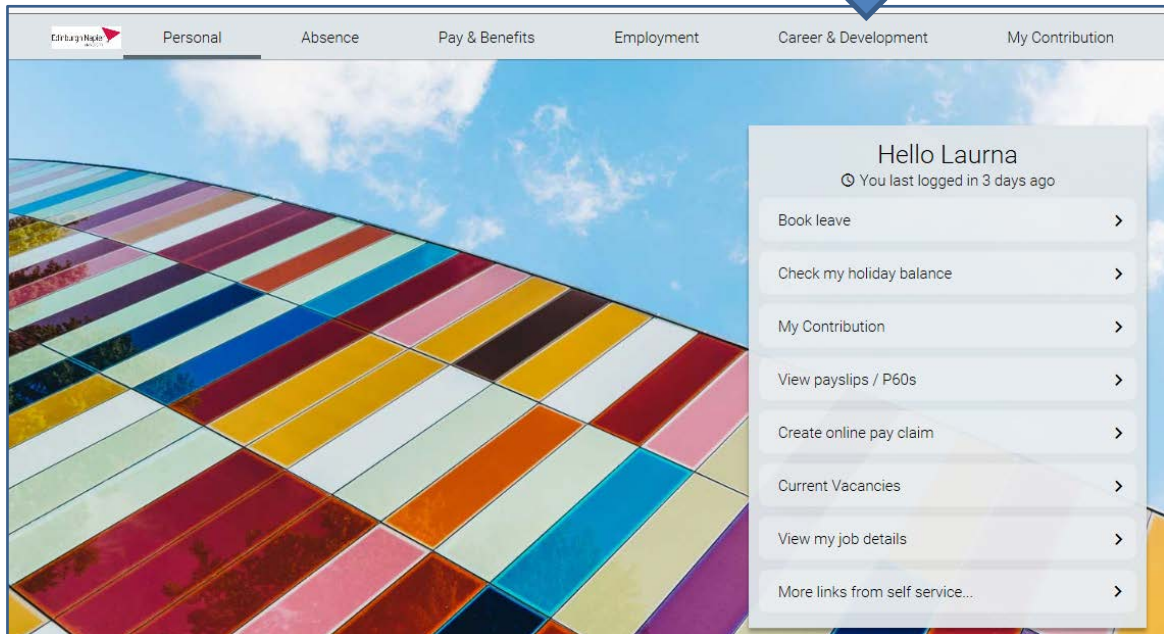 Edinburgh Napier
Personal
Absence
Pay & Benefits
Employment
Career & Development
My Contribution
Hello Laurna
You last logged in 3 days ago
Book leave
Check my holiday balance
My Contribution
View payslips / P60s
Create online pay claim
Current Vacancies
View my job details
More links from self service...